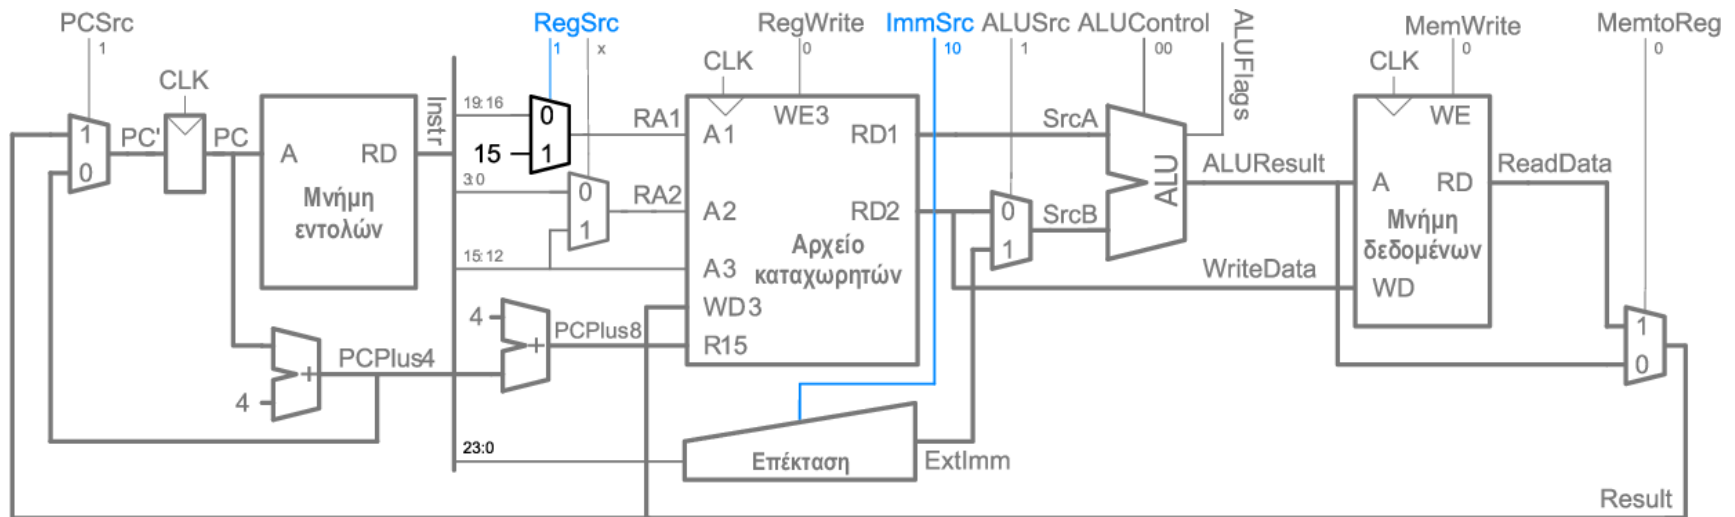 PCSrc
1
RegSrc
1
x
RegWrite
0
ImmSrc
10
ALUSrc
1
ALUControl
00
ALUFlags
MemWrite
0
MemtoReg
0
CLK
CLK
CLK
1
0
PC'
PC
A
RD
Μνήμη
εντολών
Instr
19:16
0
15
1
RA1
3:0
0
1
RA2
15:12
A1
WE3
RD1
A2
RD2
A3
Αρχείο
καταχωρητών
WD3
R15
SrcA
0
1
SrcB
ALU
ALUResult
WriteData
WE
A
RD
Μνήμη
δεδομένων
WD
ReadData
1
0
4
+
PCPlus4
4
+
PCPlus8
23:0
Επέκταση
ExtImm
Result